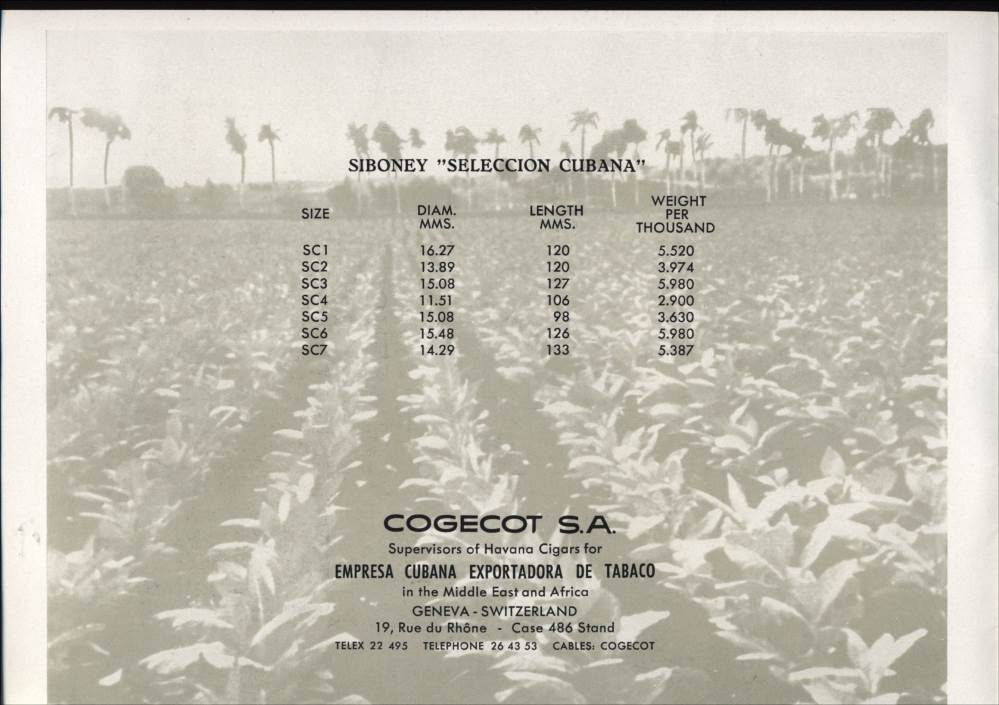 SIBONEY "SELECCION CUBANA"
SIZE DIAM. MMS. LENGTH MMS. WEIGHT PER THOUSAND
SC1 16.27 120 5.520
SC2 13.89 120 3.974
SC3 15.08 127 5.980
SC4 11.51 106 2.900
SC5 15.08 98 3.630
SC6 15.48 126 5.980
SC7 14.29 133 5.387
COGECOT S.A.
Supervisors of Havana Cigars for
EMPRESA CUBANA EXPORTADORA DE TABACO
in the Middle East and Africa
GENEVA - SWITZERLAND
19, Rue du Rhône - Case 486 Stand
TELEX 22 495 TELEPHONE 26 43 53 CABLES: COGECOT